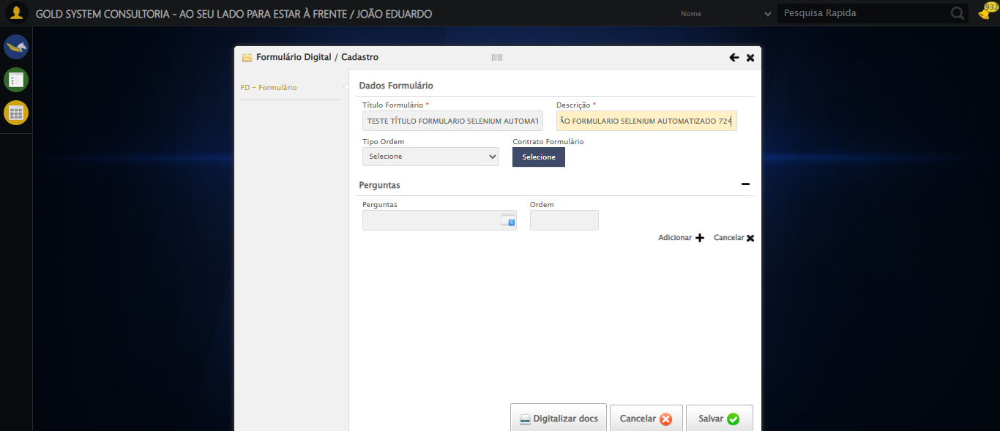 GOLD SYSTEM CONSULTORIA - AO SEU LADO PARA ESTAR À FRENTE / JOÃO EDUARDO
Nome
Pesquisa Rapida
932
Formulário Digital / Cadastro
FD - Formulário
Dados Formulário
Título Formulário *
Descrição *
TESTE TÍTULO FORMULARIO SELENIUM AUTOMAT
ÃO FORMULARIO SELENIUM AUTOMATIZADO 724
Tipo Ordem
Contrato Formulário
Selecione
Selecione
Perguntas
Perguntas
Ordem
Adicionar
Cancelar
Digitalizar docs
Cancelar
Salvar